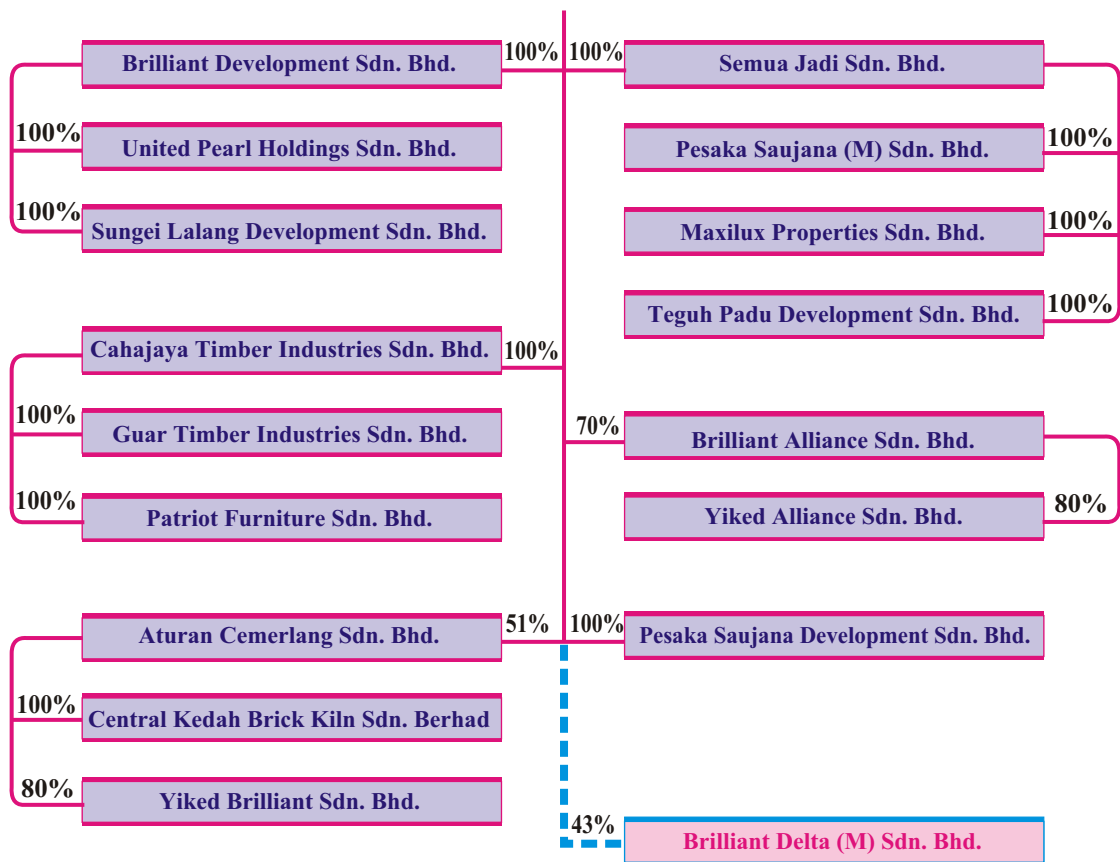 Brilliant Development Sdn. Bhd.
100%
100%
United Pearl Holdings Sdn. Bhd.
100%
Sungei Lalang Development Sdn. Bhd.
100%
Semua Jadi Sdn. Bhd.
Pesaka Saujana (M) Sdn. Bhd.
100%
Maxilux Properties Sdn. Bhd.
100%
Teguh Padu Development Sdn. Bhd.
100%
Cahajaya Timber Industries Sdn. Bhd.
100%
100%
Guar Timber Industries Sdn. Bhd.
100%
Patriot Furniture Sdn. Bhd.
70%
Brilliant Alliance Sdn. Bhd.
Yiked Alliance Sdn. Bhd.
80%
Aturan Cemerlang Sdn. Bhd.
51%
100%
Central Kedah Brick Kiln Sdn. Berhad
80%
Yiked Brilliant Sdn. Bhd.
100%
Pesaka Saujana Development Sdn. Bhd.
43%
Brilliant Delta (M) Sdn. Bhd.